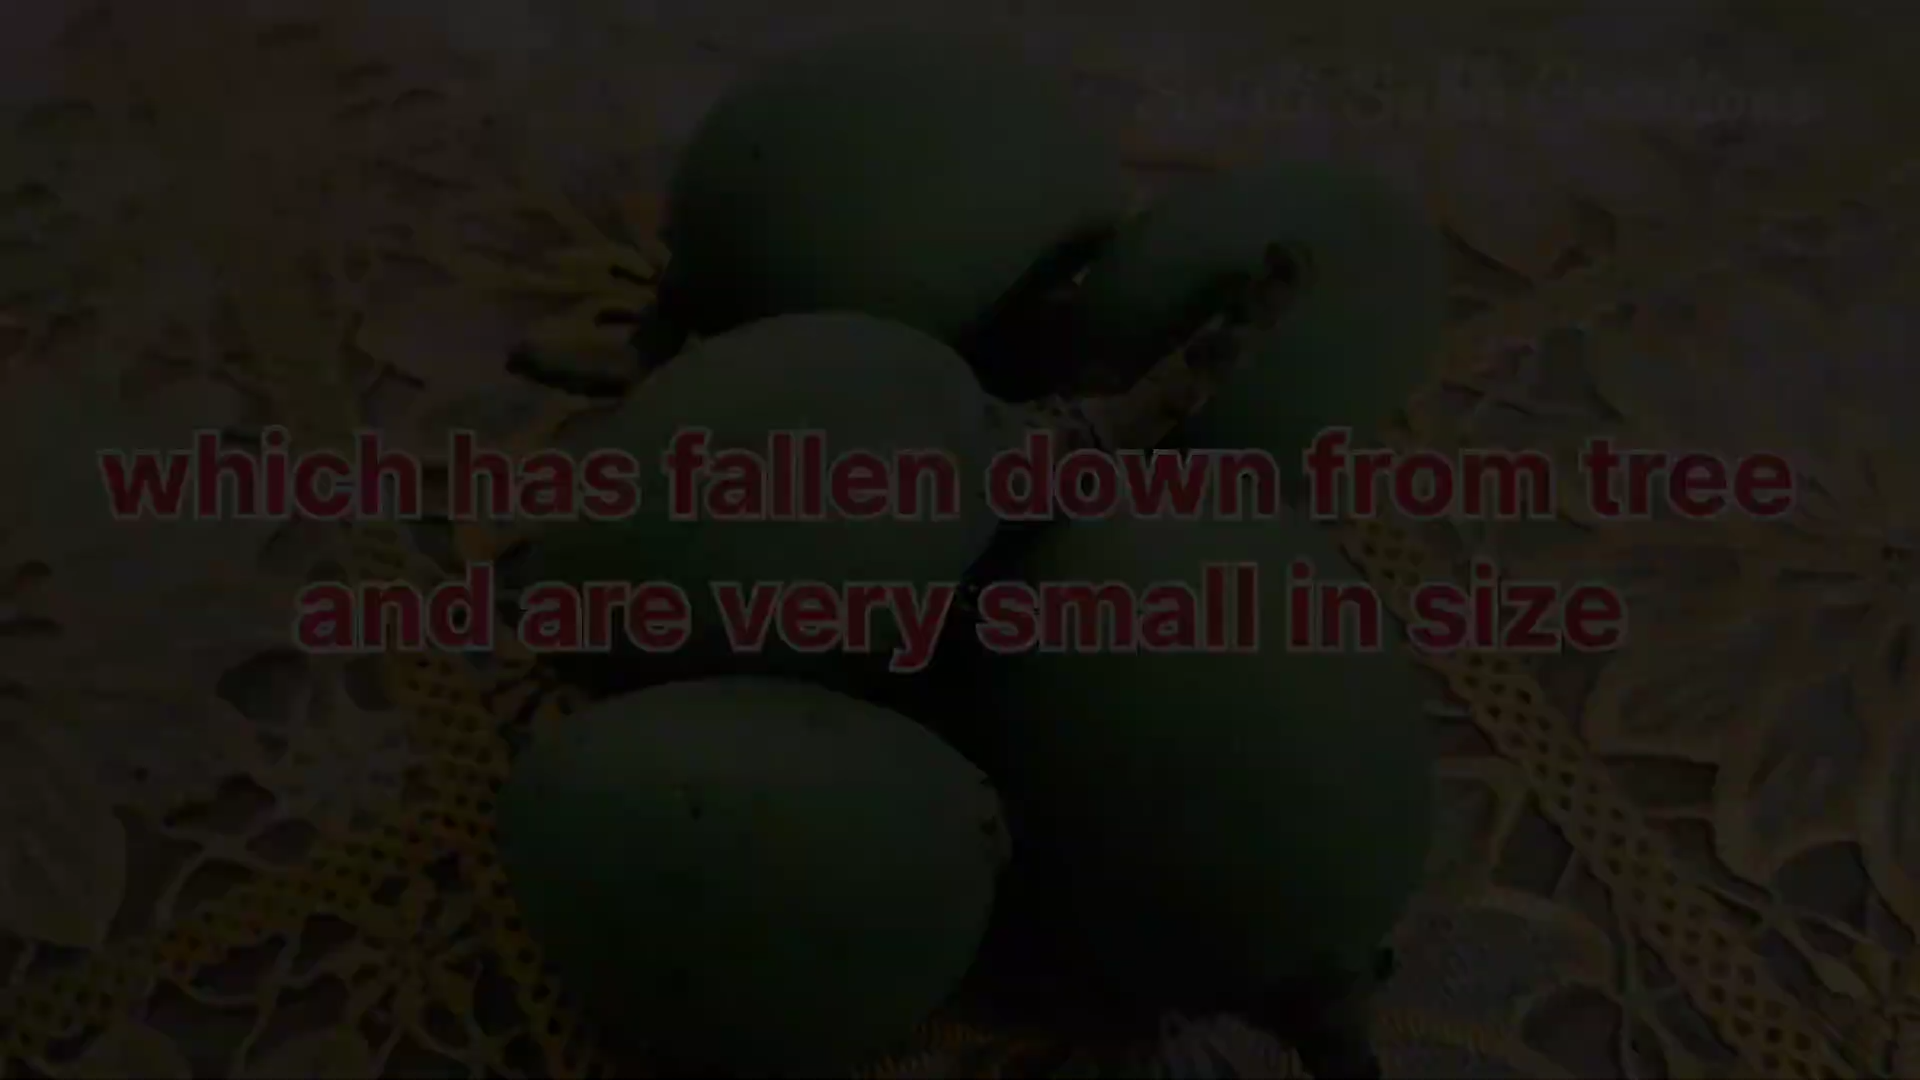 which has fallen down from tree
and are very small in size